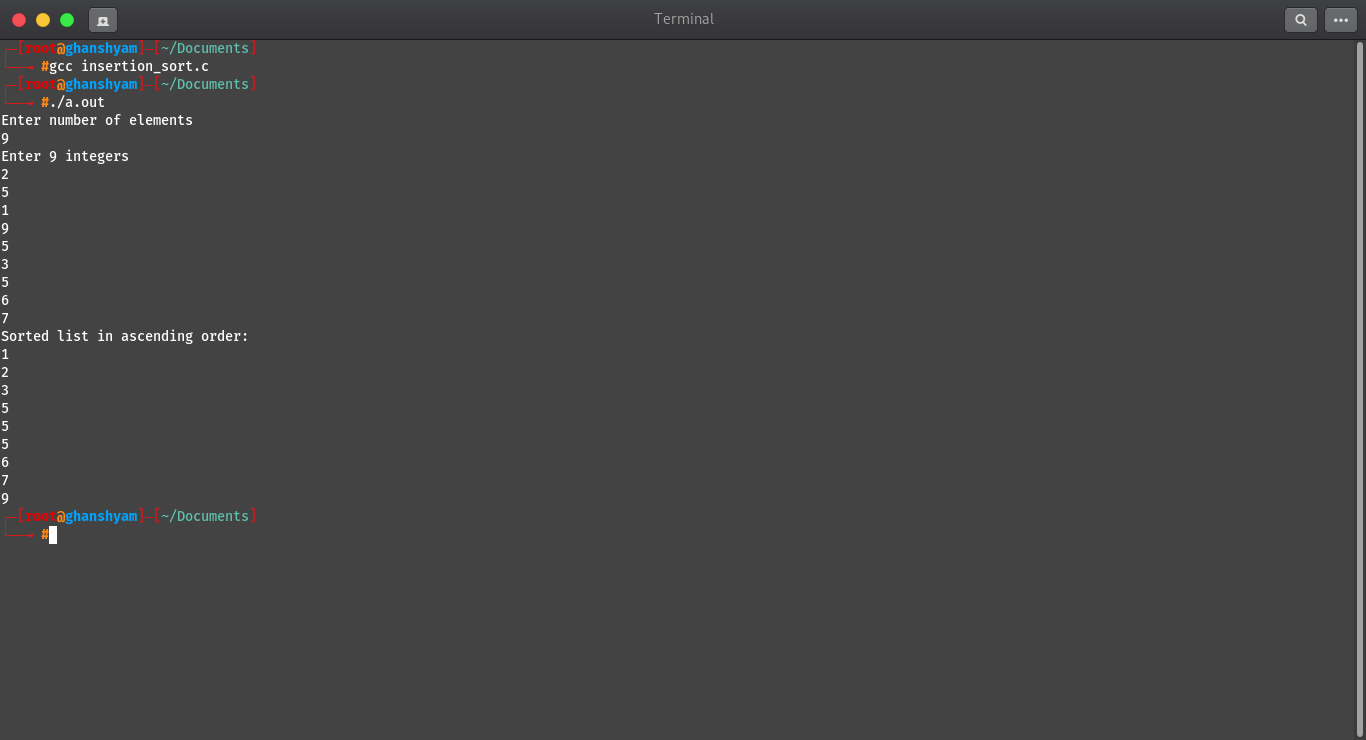 Terminal
[root@ghanshyam]─[~/Documents]
#gcc insertion_sort.c
[root@ghanshyam]─[~/Documents]
#./a.out
Enter number of elements
9
Enter 9 integers
2
5
1
9
5
3
5
6
7
Sorted list in ascending order:
1
2
3
5
5
5
6
7
9
[root@ghanshyam]─[~/Documents]
#